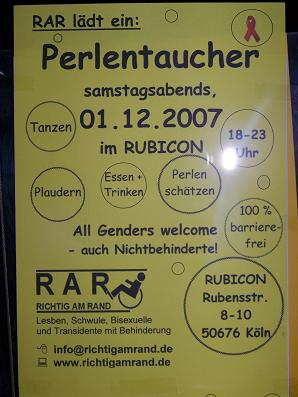 RAR lädt ein:
Perlentaucher
samstagsabends,
01.12.2007
im RUBICON
Tanzen
18-23
Uhr
Plaudern
Essen +
Trinken
Perlen
schätzen
100 %
barriere-
frei
All Genders welcome
- auch Nichtbehinderte!
RAR
RICHTIG AM RAND
Lesben, Schwule, Bisexuelle
und Transidente mit Behinderung
info@richtigamrand.de
www.richtigamrand.de
RUBICON
Rubensstr.
8-10
50676 Köln